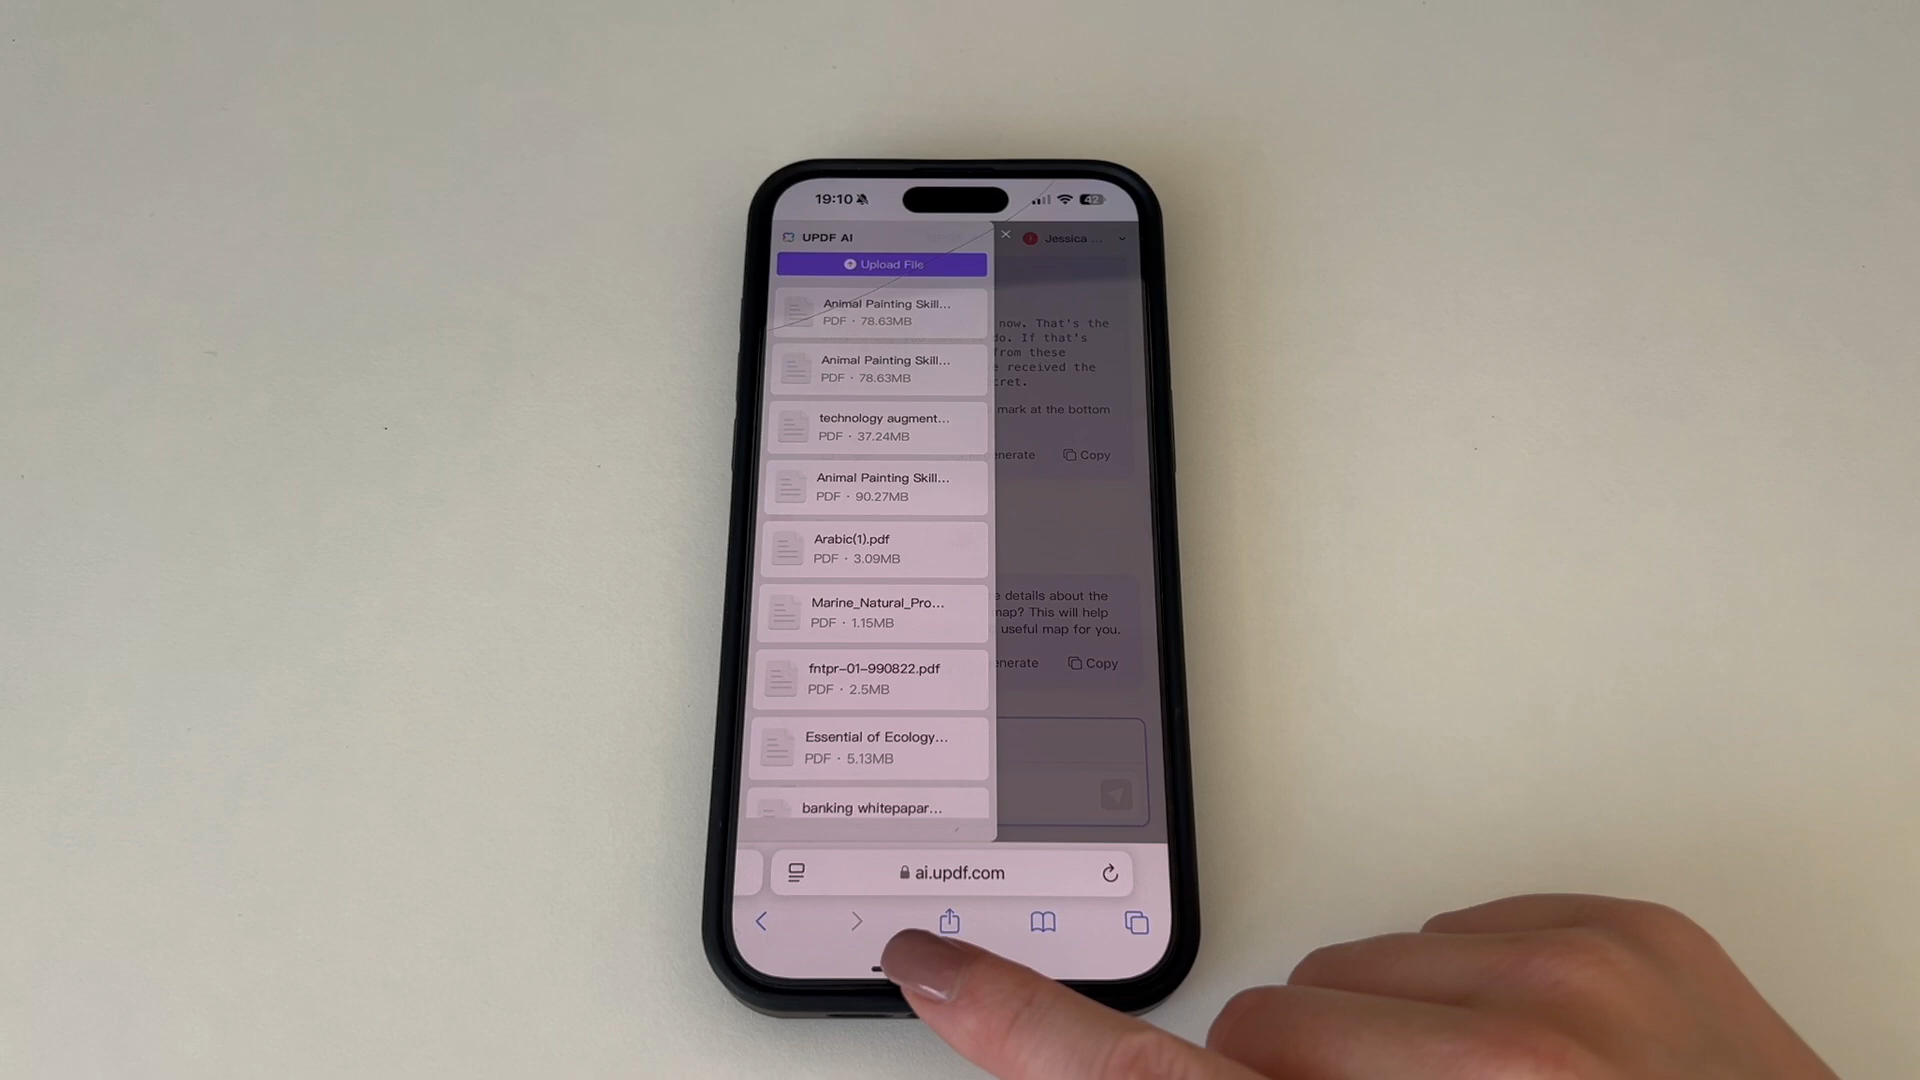 19:10
42
UPDF AI
Jessica ...
Upload File
Animal Painting Skill...
PDF · 78.63MB
Animal Painting Skill...
PDF · 78.63MB
technology augment...
PDF · 37.24MB
Animal Painting Skill...
PDF · 90.27MB
Arabic(1).pdf
PDF · 3.09MB
Marine_Natural_Pro...
PDF · 1.15MB
fntpr-01-990822.pdf
PDF · 2.5MB
Essential of Ecology...
PDF · 5.13MB
banking whitepapar...
now. That's the
do. If that's
from these
received the
mark at the bottom
Copy
details about the
map? This will help
useful map for you.
Copy
ai.updf.com